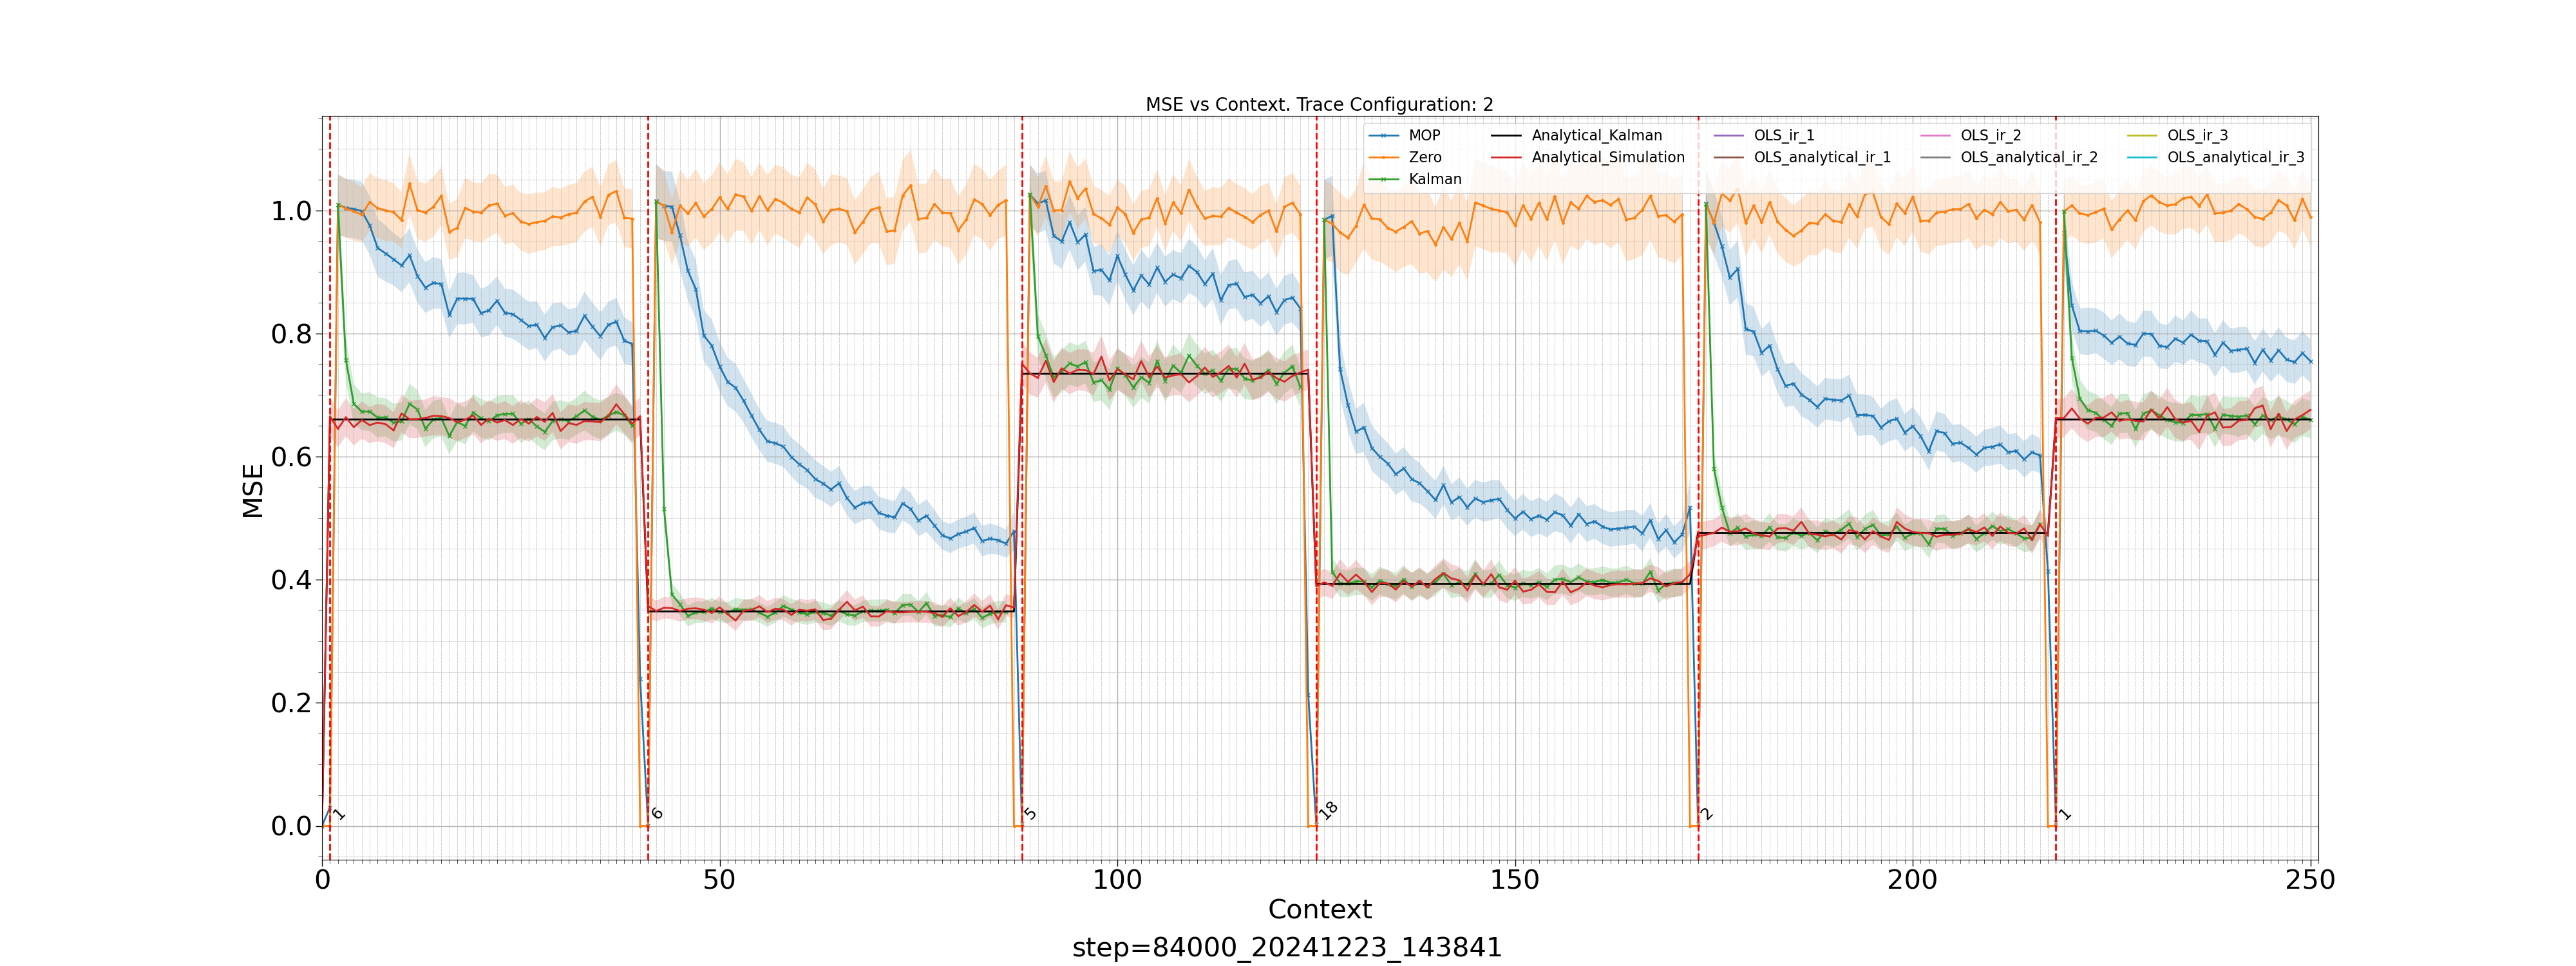 MSE vs Context. Trace Configuration: 2
MOP
Zero
Kalman
Analytical_Kalman
Analytical_Simulation
OLS_ir_1
OLS_analytical_ir_1
OLS_ir_2
OLS_analytical_ir_2
OLS_ir_3
OLS_analytical_ir_3
MSE
1.0
0.8
0.6
0.4
0.2
0.0
1
6
5
18
2
1
0
50
100
150
200
250
Context
step=84000_20241223_143841